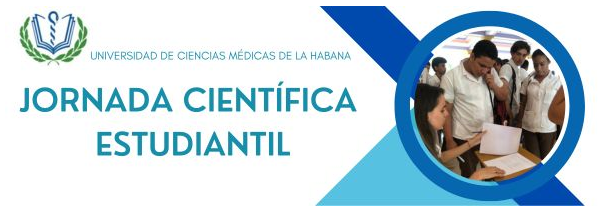 UNIVERSIDAD DE CIENCIAS MÉDICAS DE LA HABANA
JORNADA CIENTÍFICA
ESTUDIANTIL